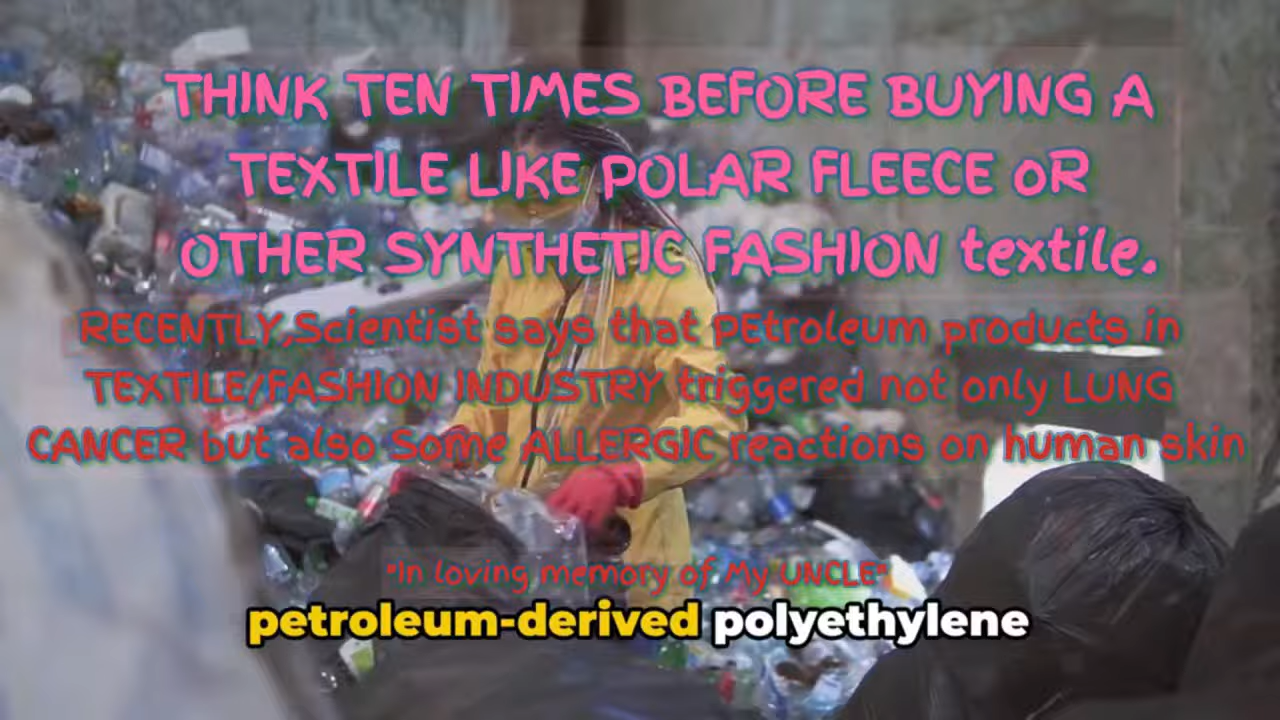 THINK TEN TIMES BEFORE BUYING A
TEXTILE LIKE POLAR FLEECE oR
OTHER SYNTHETIC FASHION textile.
RECENTLY,Scientist says that PEtroleum products in
TEXTILE/FASHION INDUSTRY triggered not only LUNG
CANCER but also Some ALLERGIC reactions on human skin
"In loving memory of My UNCLE"
petroleum-derived polyethylene